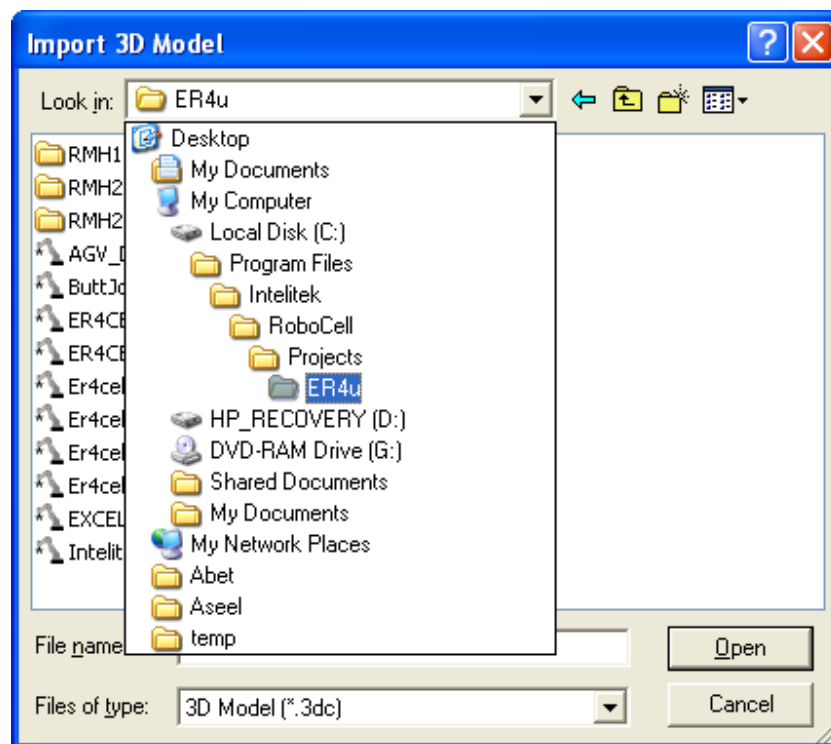 Import 3D Model
Look in: ER4u
Desktop
My Documents
My Computer
Local Disk (C:)
Program Files
Intelitek
RoboCell
Projects
ER4u
HP_RECOVERY (D:)
DVD-RAM Drive (G:)
Shared Documents
My Documents
My Network Places
Abet
Aseel
temp
RMH1
RMH2
RMH2
AGV_
ButtJo
ER4CE
ER4CE
Er4cel
Er4cel
Er4cel
Er4cel
EXCEL
Intelit
File name
Open
Files of type: 3D Model (*.3dc)
Cancel